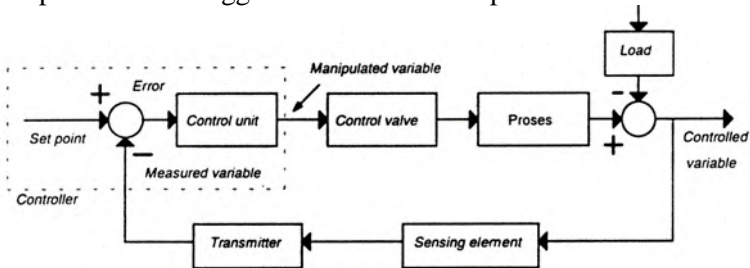 Load
Manipulated variable
Error
+
-
Control unit
Control valve
Proses
Set point
-
+
Controlled
variable
Measured variable
Controller
Transmitter
Sensing element